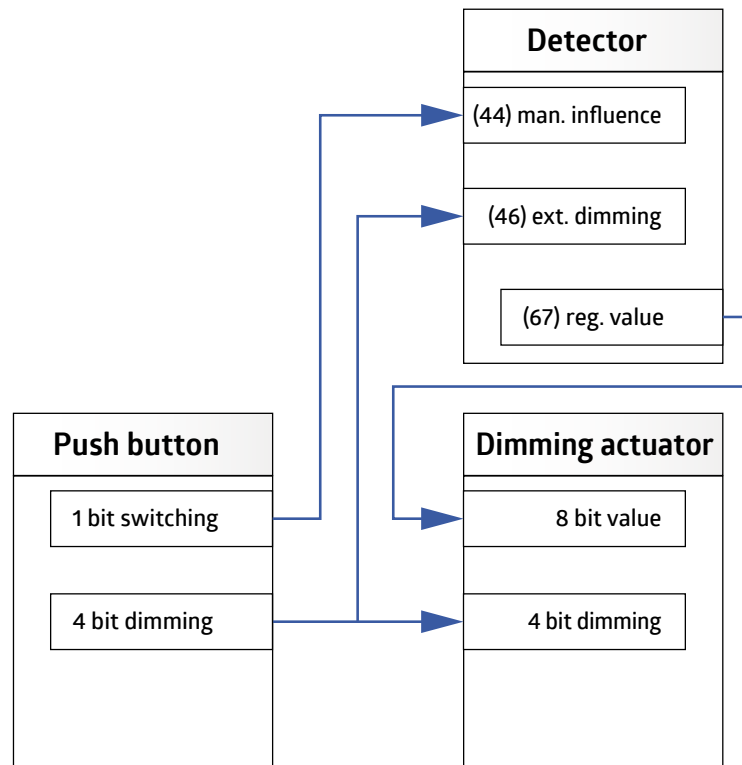 Detector
(44) man. influence
(46) ext. dimming
(67) reg. value
Push button
1 bit switching
4 bit dimming
Dimming actuator
8 bit value
4 bit dimming